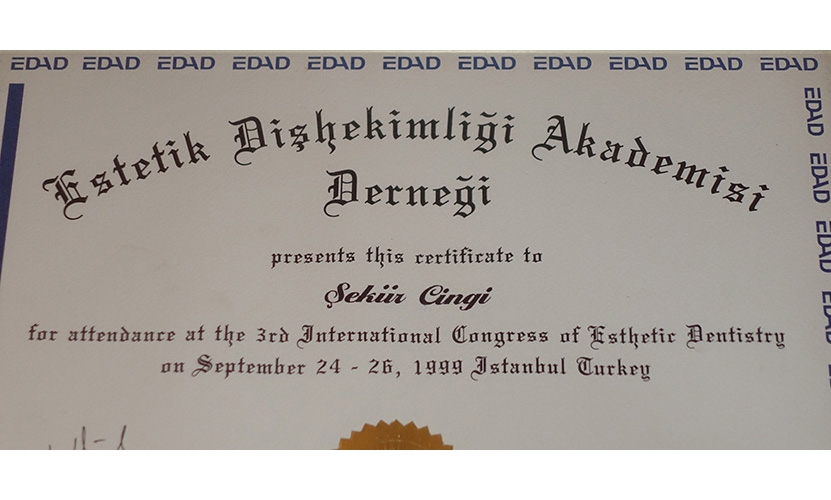 EDAD EDAD EDAD EDAD EDAD EDAD EDAD EDAD EDAD EDAD EDAD
EDAD
EDAD
EDAD
EDAD
Estetik Dişhekimliği Akademisi
Derneği
presents this certificate to
Şekür Cingi
for attendance at the 3rd International Congress of Esthetic Dentistry
on September 24 - 26, 1999 Istanbul Turkey